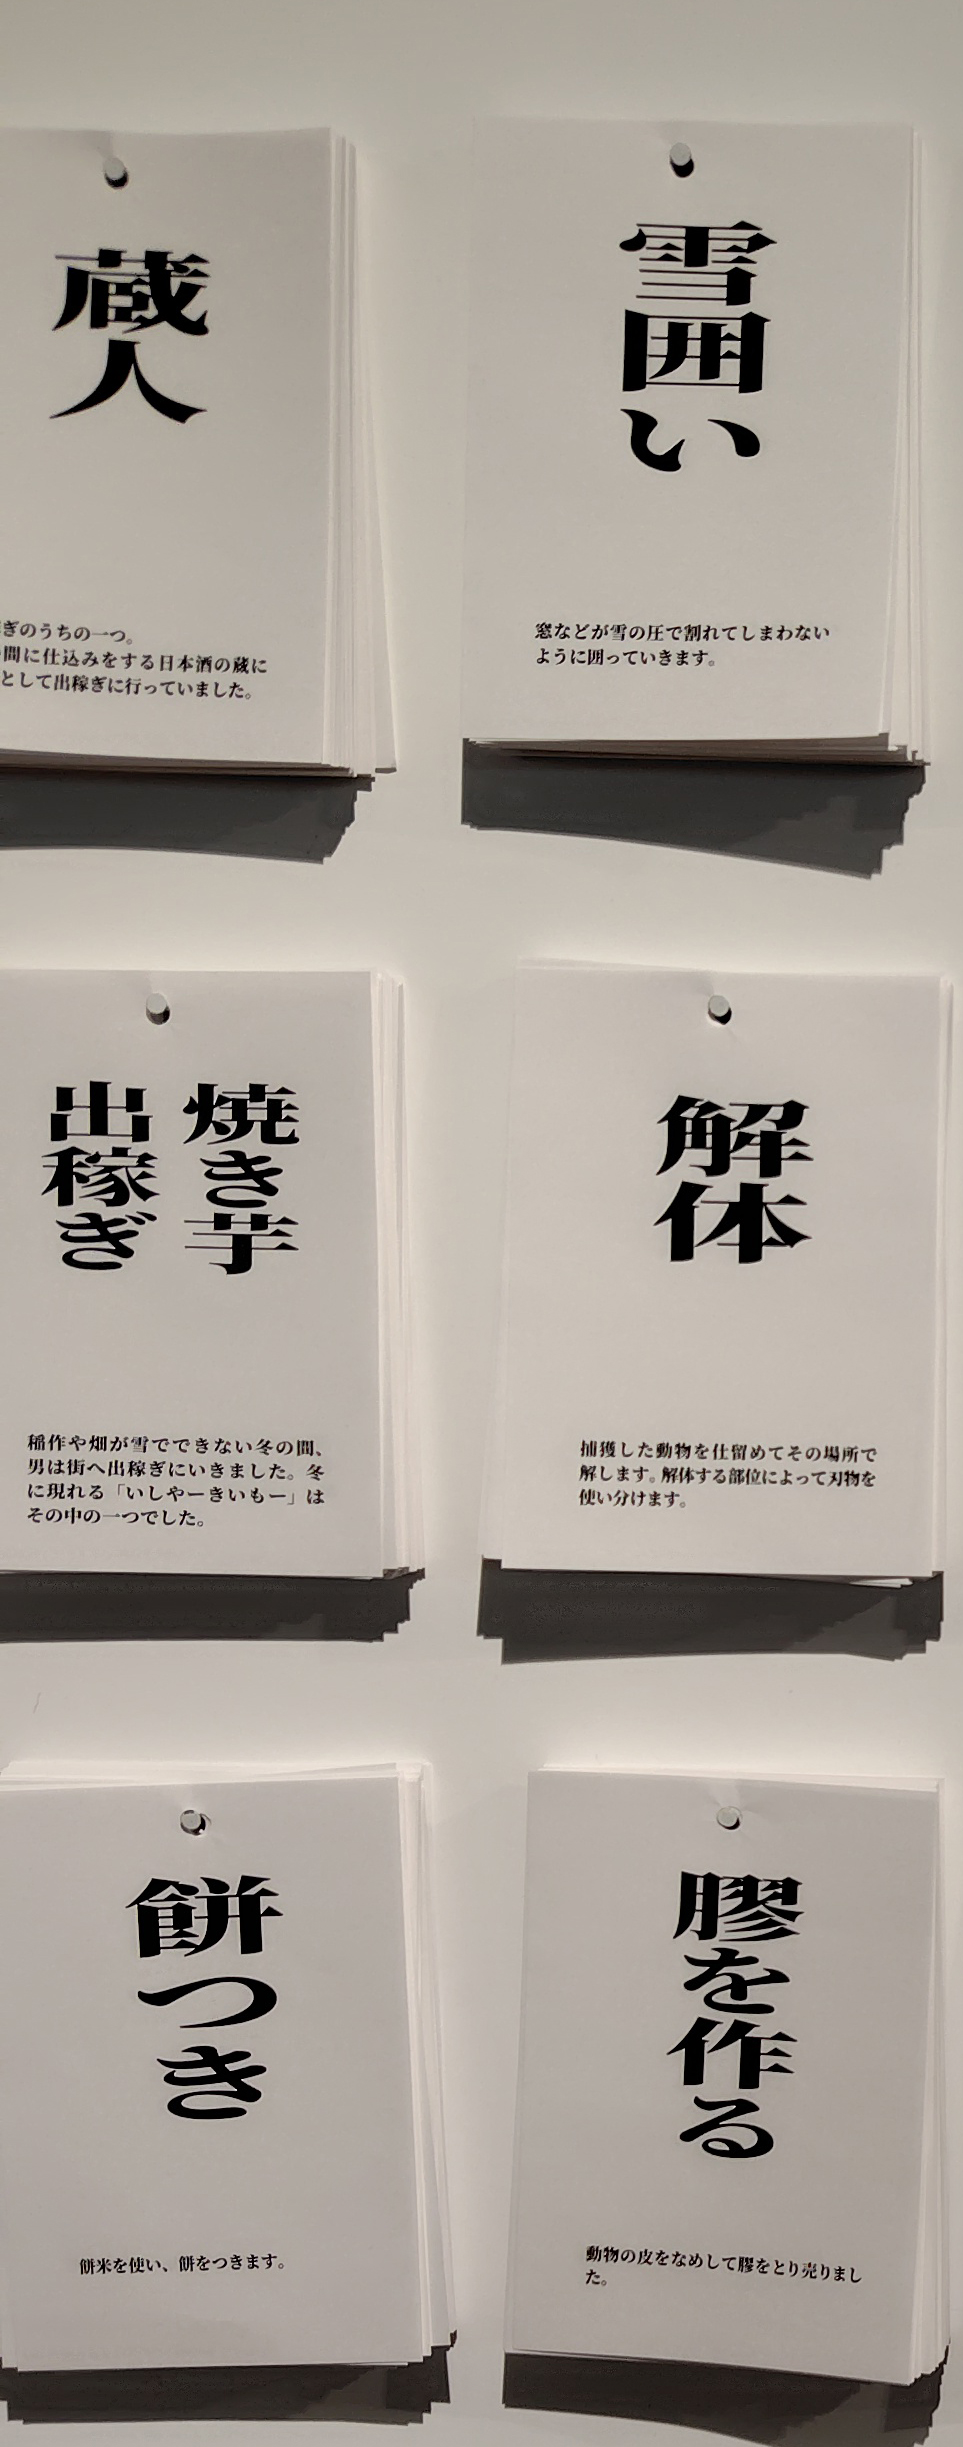 蔵人
ぎのうちの一つ。
間に仕込みをする日本酒の蔵に
として出稼ぎに行っていました。
雪囲い
窓などが雪の圧で割れてしまわない
ように囲っていきます。
焼き芋
出稼ぎ
稲作や畑が雪でできない冬の間、
男は街へ出稼ぎにいきました。冬
に現れる「いしやーきいもー」は
その中の一つでした。
解体
捕獲した動物を仕留めてその場所で
解します。解体する部位によって刃物を
使い分けます。
餅つき
餅米を使い、餅をつきます。
膠を作る
動物の皮をなめして膠をとり売りまし
た。